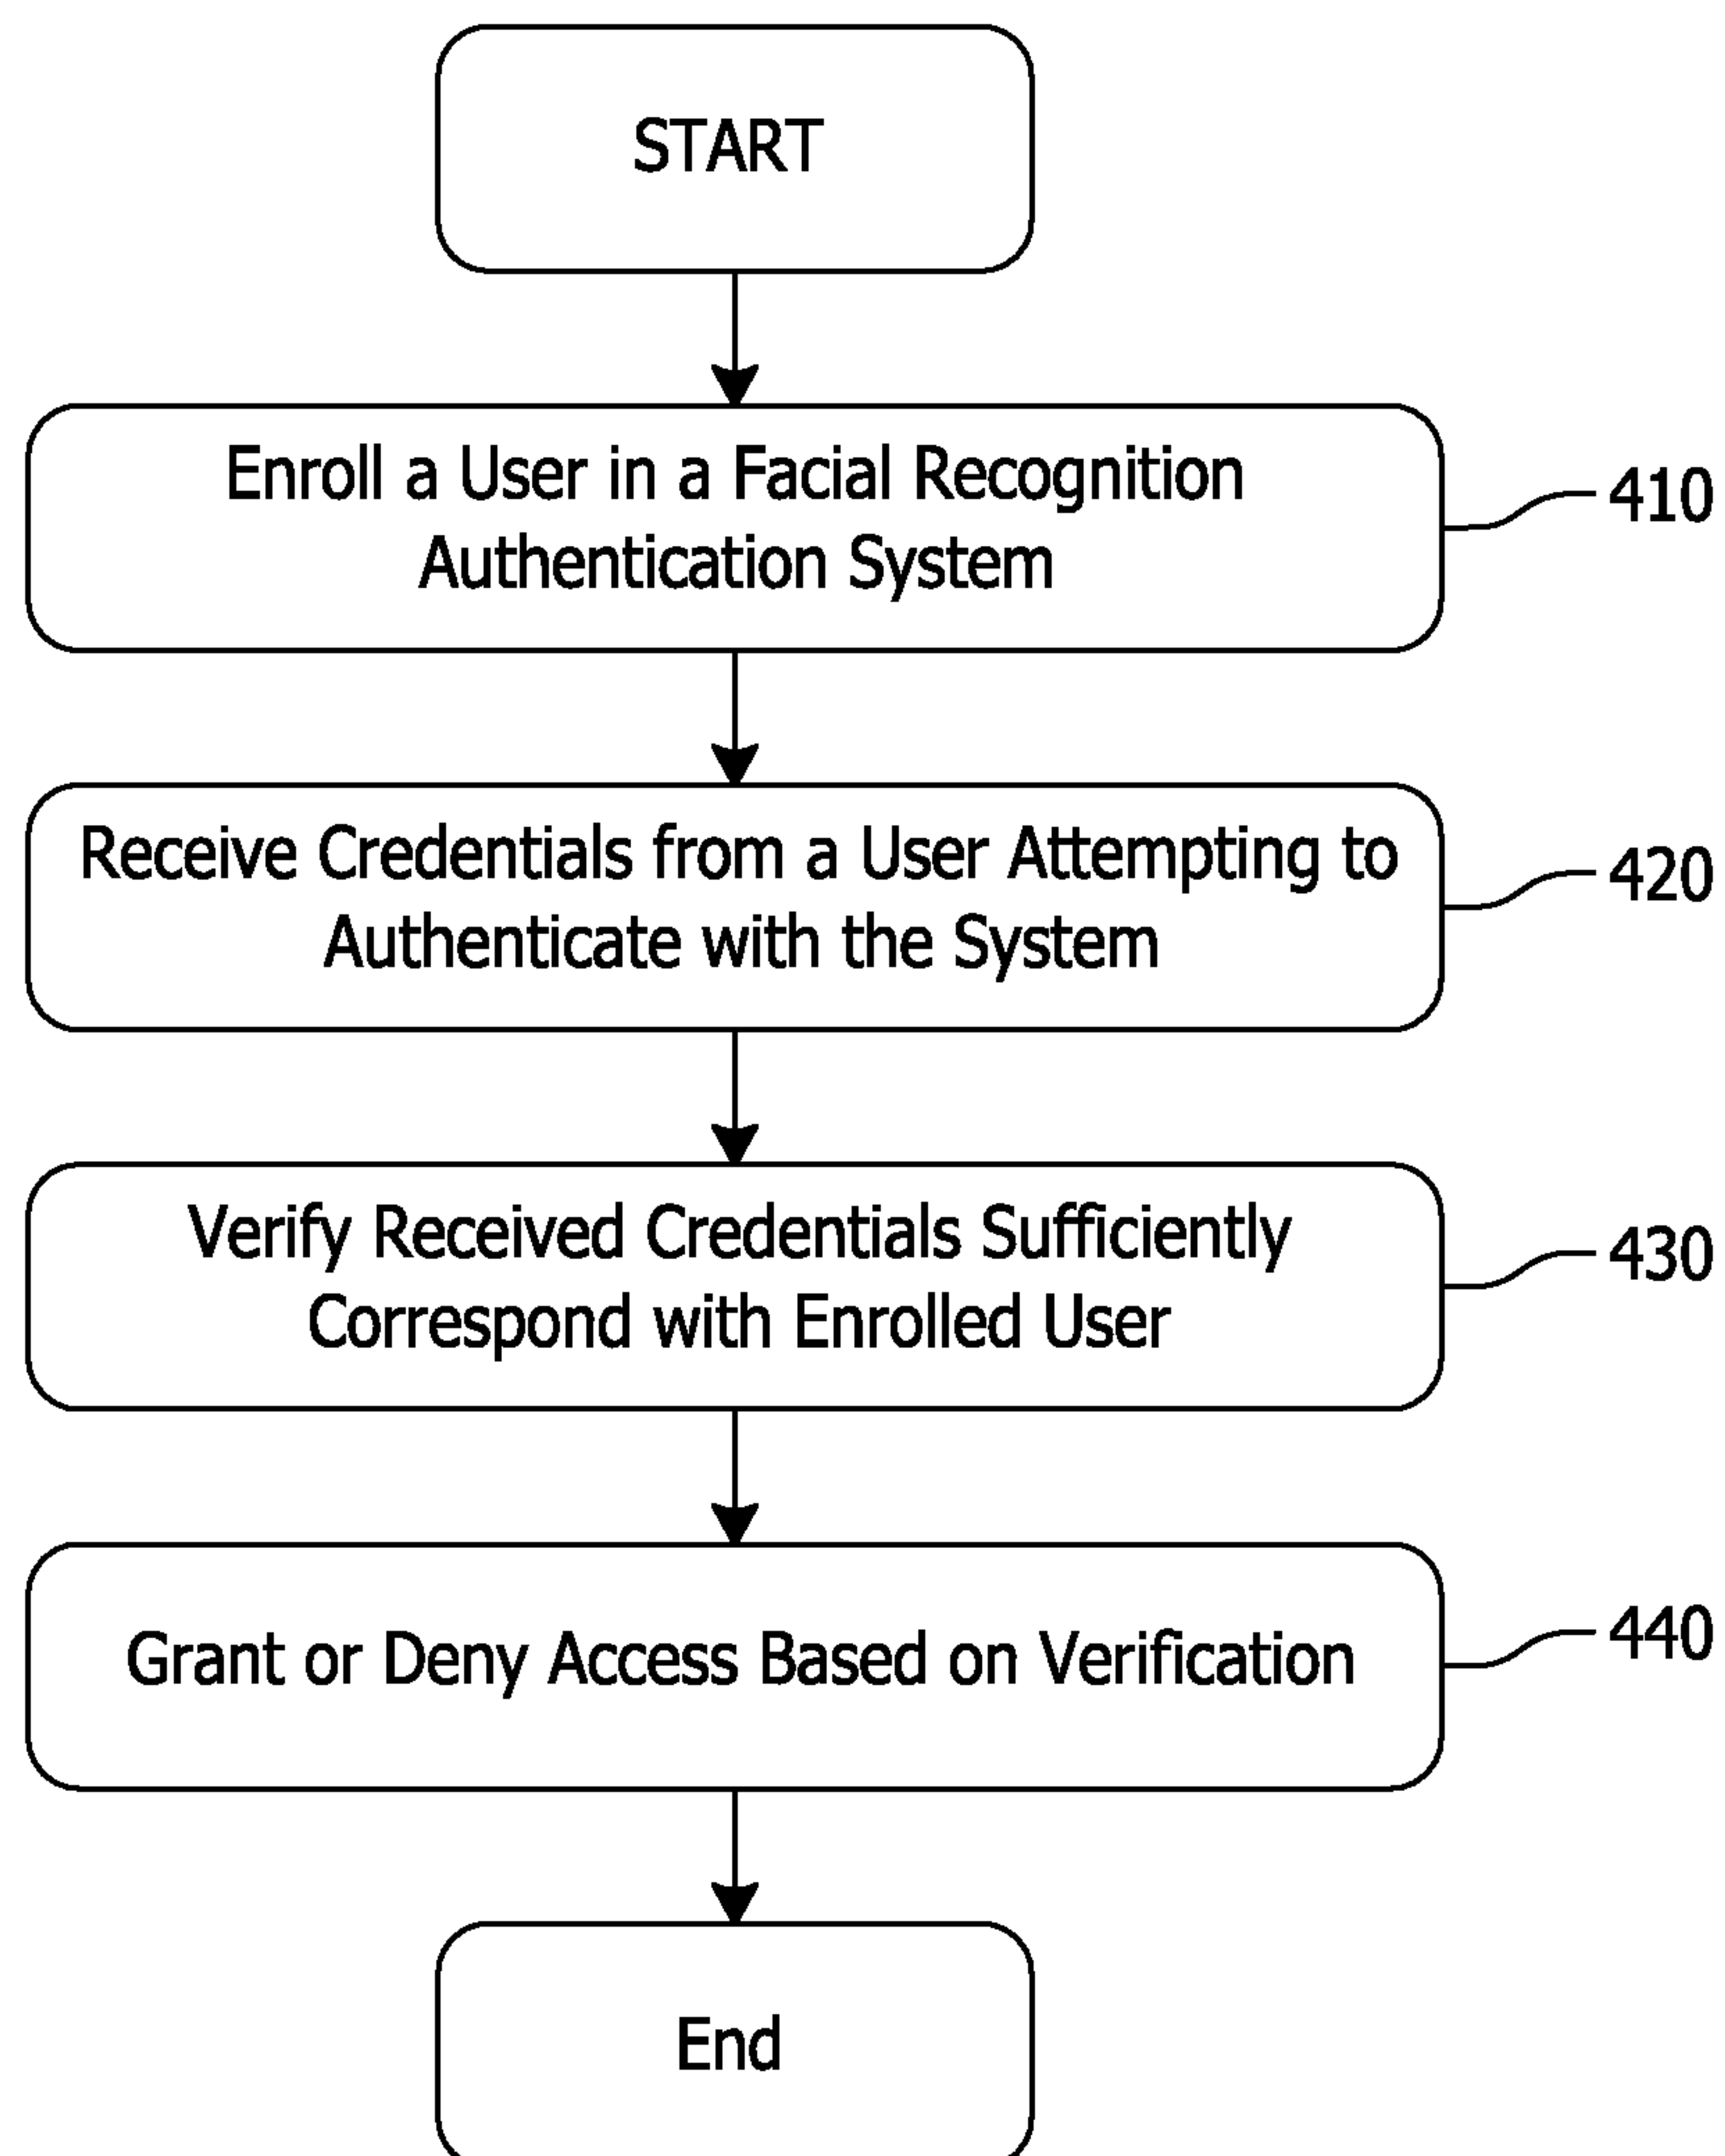 START
Enroll a User in a Facial Recognition
Authentication System
410
Receive Credentials from a User Attempting to
Authenticate with the System
420
Verify Received Credentials Sufficiently
Correspond with Enrolled User
430
Grant or Deny Access Based on Verification
440
End